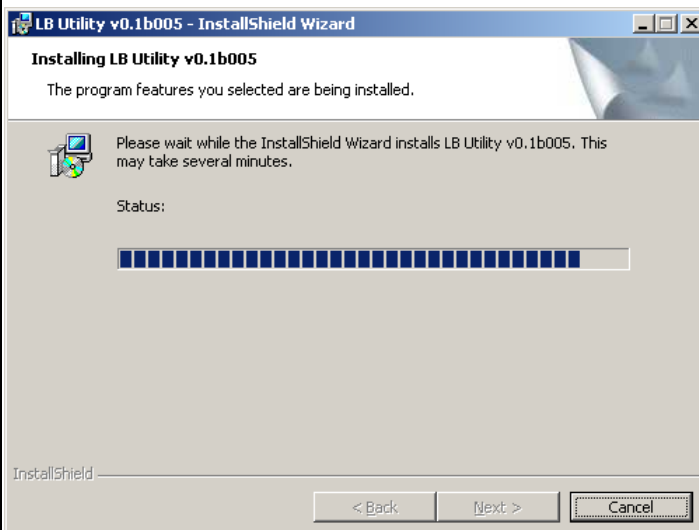 LB Utility v0.1b005 - InstallShield Wizard
Installing LB Utility v0.1b005
The program features you selected are being installed.
Please wait while the InstallShield Wizard installs LB Utility v0.1b005. This
may take several minutes.
Status:
InstallShield
< Back
Next >
Cancel